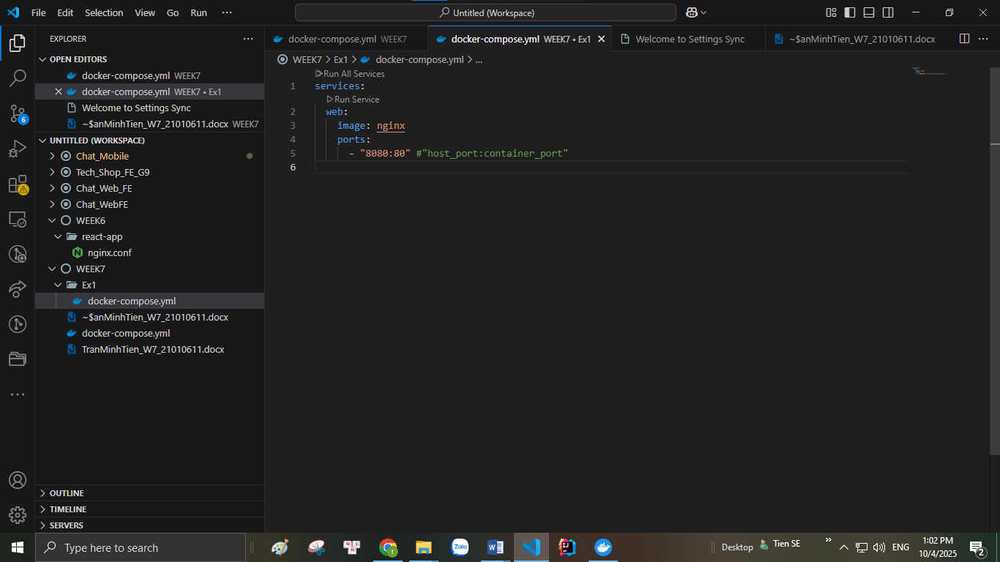 File Edit Selection View Go Run ···
Untitled (Workspace)
EXPLORER ···
OPEN EDITORS
docker-compose.yml WEEK7
docker-compose.yml WEEK7 • Ex1
Welcome to Settings Sync
~$anMinhTien_W7_21010611.docx WEEK7
UNTITLED (WORKSPACE)
Chat_Mobile
Tech_Shop_FE_G9
Chat_Web_FE
Chat_WebFE
WEEK6
react-app
nginx.conf
WEEK7
Ex1
docker-compose.yml
~$anMinhTien_W7_21010611.docx
docker-compose.yml
TranMinhTien_W7_21010611.docx
OUTLINE
TIMELINE
SERVERS
6
docker-compose.yml WEEK7
docker-compose.yml WEEK7 • Ex1
Welcome to Settings Sync
~$anMinhTien_W7_21010611.docx
WEEK7 > Ex1 > docker-compose.yml > ...
Run All Services
1 services:
Run Service
2 web:
3 image: nginx
4 ports:
5 - "8080:80" #"host_port:container_port"
6
Type here to search
Zalo
W
IJ
Desktop
Tien SE
ENG
1:02 PM
10/4/2025
2